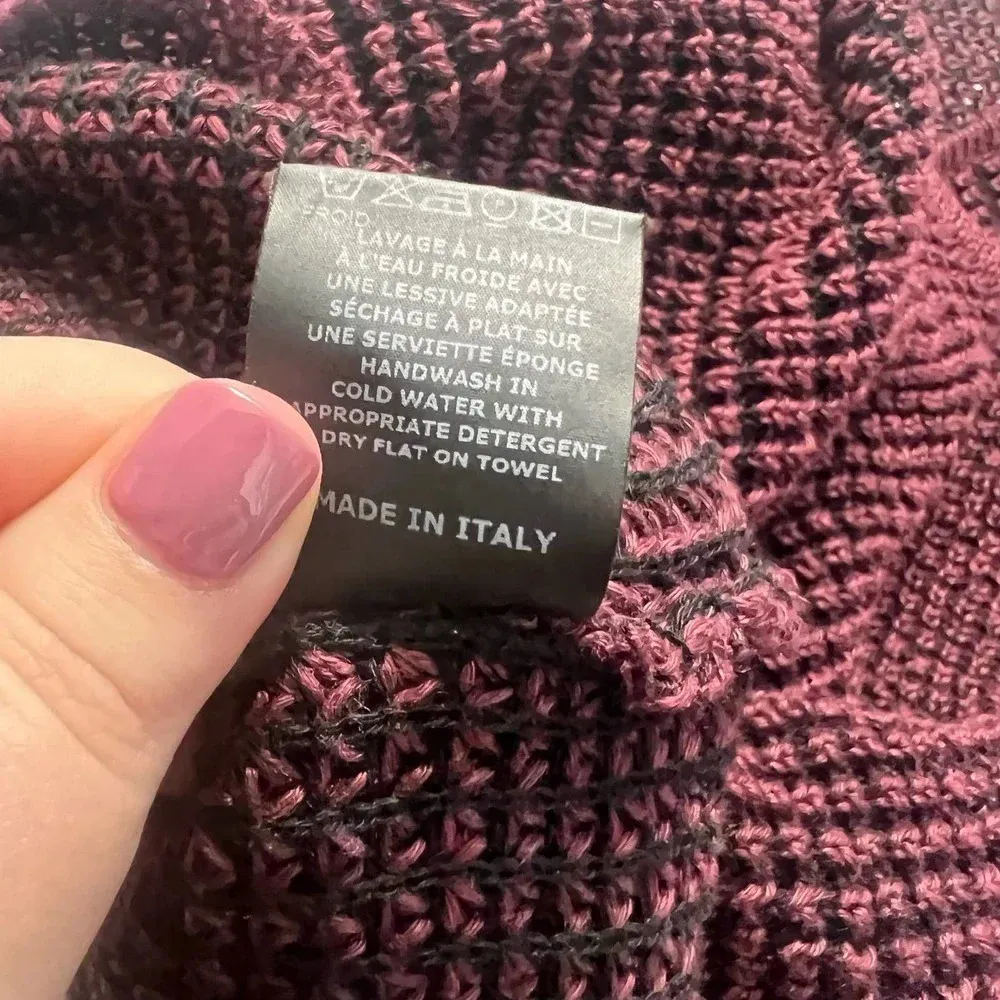 FROID
LAVAGE À LA MAIN
À L'EAU FROIDE AVEC
UNE LESSIVE ADAPTÉE
SÉCHAGE À PLAT SUR
UNE SERVIETTE ÉPONGE
HANDWASH IN
COLD WATER WITH
APPROPRIATE DETERGENT
DRY FLAT ON TOWEL
MADE IN ITALY